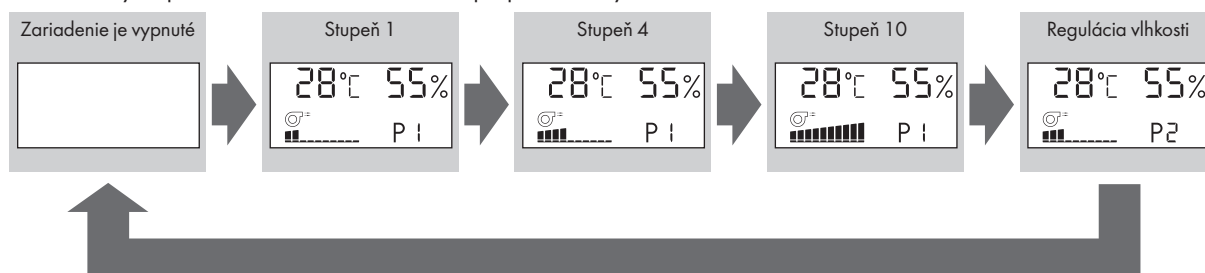 Zariadenie je vypnuté
Stupeň 1
28°C 55%
P1
Stupeň 4
28°C 55%
P1
Stupeň 10
28°C 55%
P1
Regulácia vlhkosti
28°C 55%
P2